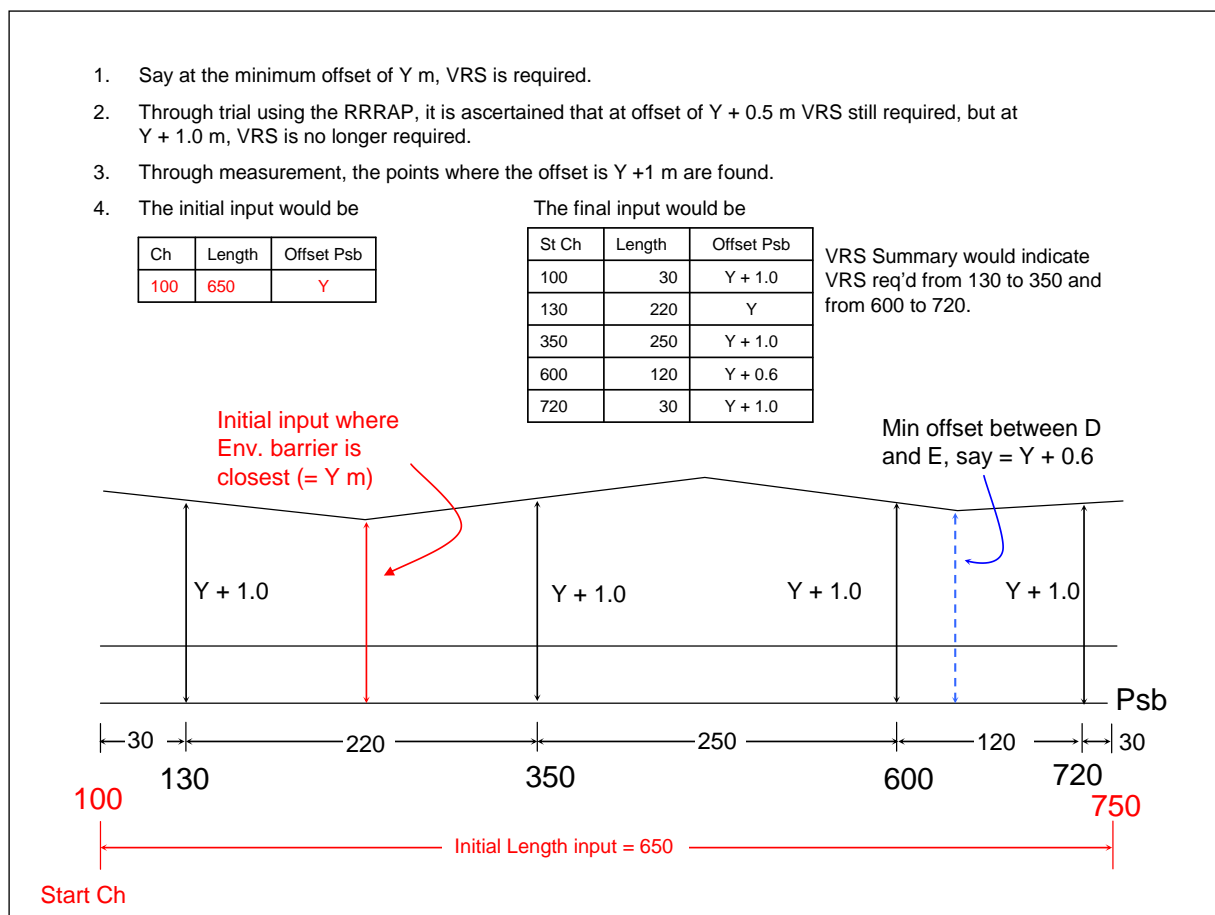 1. Say at the minimum offset of Y m, VRS is required.
2. Through trial using the RRRAP, it is ascertained that at offset of Y + 0.5 m VRS still required, but at
Y + 1.0 m, VRS is no longer required.
3. Through measurement, the points where the offset is Y +1 m are found.
4. The initial input would be
The final input would be
Ch Length Offset Psb
100 650 Y
St Ch Length Offset Psb
100 30 Y + 1.0
130 220 Y
350 250 Y + 1.0
600 120 Y + 0.6
720 30 Y + 1.0
VRS Summary would indicate
VRS req'd from 130 to 350 and
from 600 to 720.
Initial input where
Env. barrier is
closest (= Y m)
Min offset between D
and E, say = Y + 0.6
Y + 1.0
Y + 1.0
Y + 1.0
Y + 1.0
Psb
30 220 250 120 30
130 350 600 720
100 750
Initial Length input = 650
Start Ch